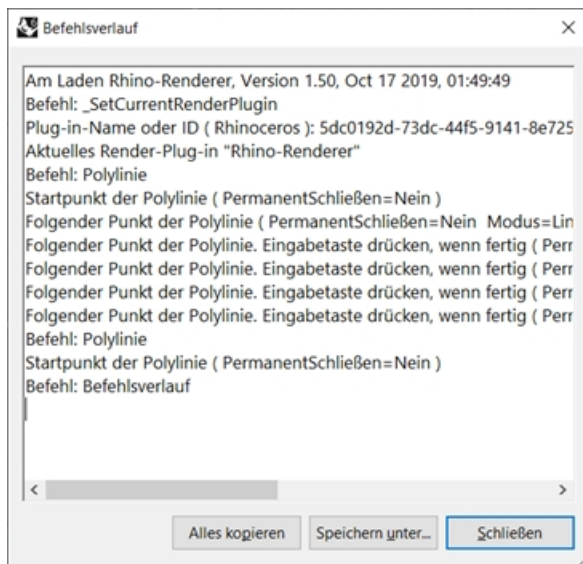 Befehlsverlauf
Am Laden Rhino-Renderer, Version 1.50, Oct 17 2019, 01:49:49
Befehl: _SetCurrentRenderPlugin
Plug-in-Name oder ID ( Rhinoceros ): 5dc0192d-73dc-44f5-9141-8e725
Aktuelles Render-Plug-in "Rhino-Renderer"
Befehl: Polylinie
Startpunkt der Polylinie ( PermanentSchließen=Nein )
Folgender Punkt der Polylinie ( PermanentSchließen=Nein  Modus=Lin
Folgender Punkt der Polylinie. Eingabetaste drücken, wenn fertig ( Perr
Folgender Punkt der Polylinie. Eingabetaste drücken, wenn fertig ( Perr
Folgender Punkt der Polylinie. Eingabetaste drücken, wenn fertig ( Perr
Folgender Punkt der Polylinie. Eingabetaste drücken, wenn fertig ( Perr
Befehl: Polylinie
Startpunkt der Polylinie ( PermanentSchließen=Nein )
Befehl: Befehlsverlauf
Alles kopieren Speichern unter... Schließen